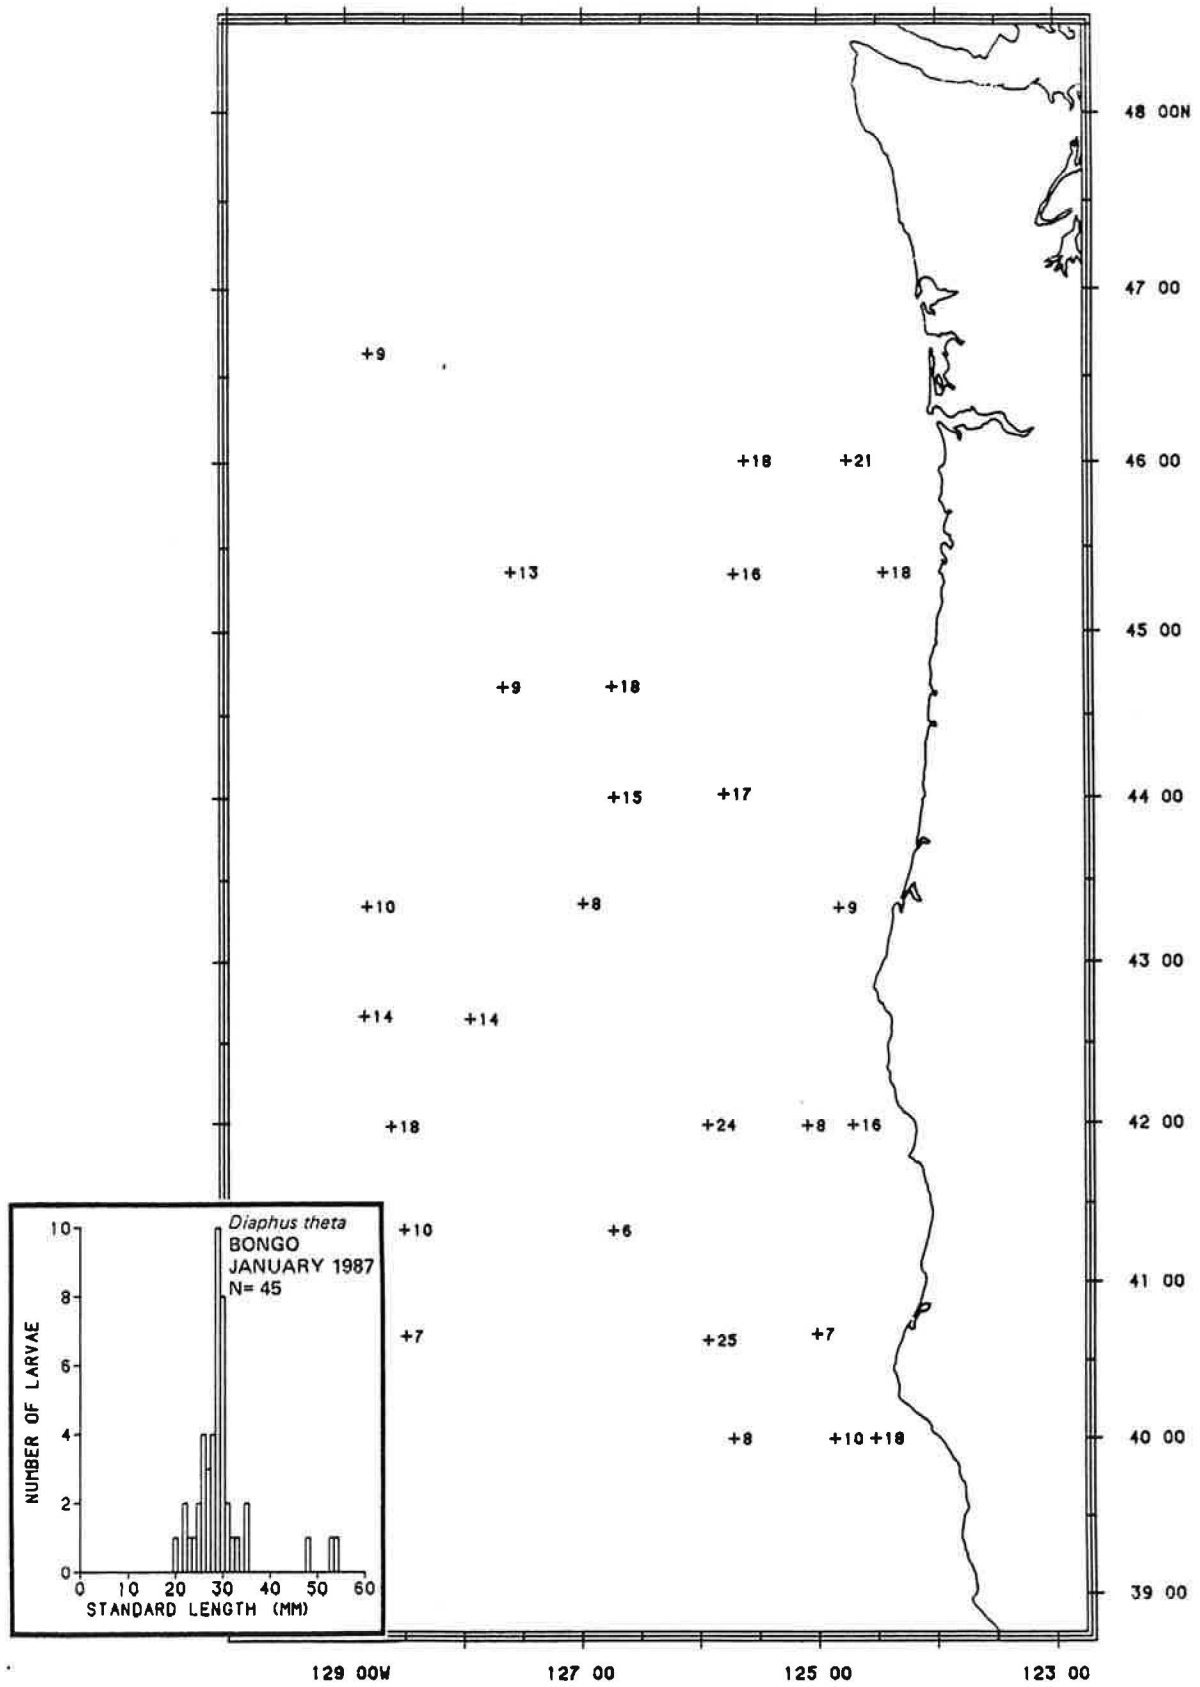 48 00N
47 00
+9
+18 +21 46 00
+13 +16 +18
45 00
+9 +18
+15 +17 44 00
+10 +8 +9
43 00
+14 +14
+18 +24 +8 +16 42 00
+10 +6
41 00
+7 +25 +7
+8 +10 +18 40 00
39 00
129 00W 127 00 125 00 123 00
Diaphus theta
BONGO
JANUARY 1987
N= 45
NUMBER OF LARVAE
10
8
6
4
2
0
0 10 20 30 40 50 60
STANDARD LENGTH (MM)